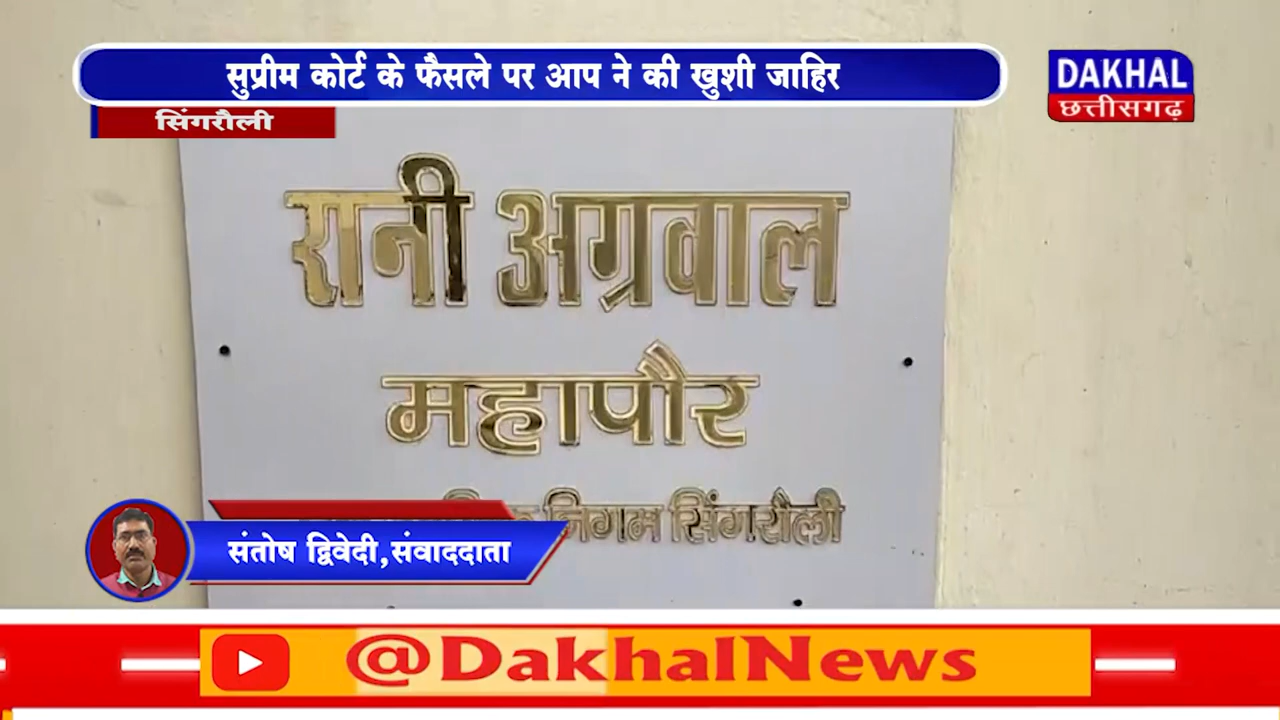 सुप्रीम कोर्ट के फैसले पर आप ने की खुशी जाहिर
सिंगरौली
DAKHAL
छत्तीसगढ़
रानी अग्रवाल
महापौर
निगम सिंगरौली
संतोष द्विवेदी,संवाददाता
@DakhalNews